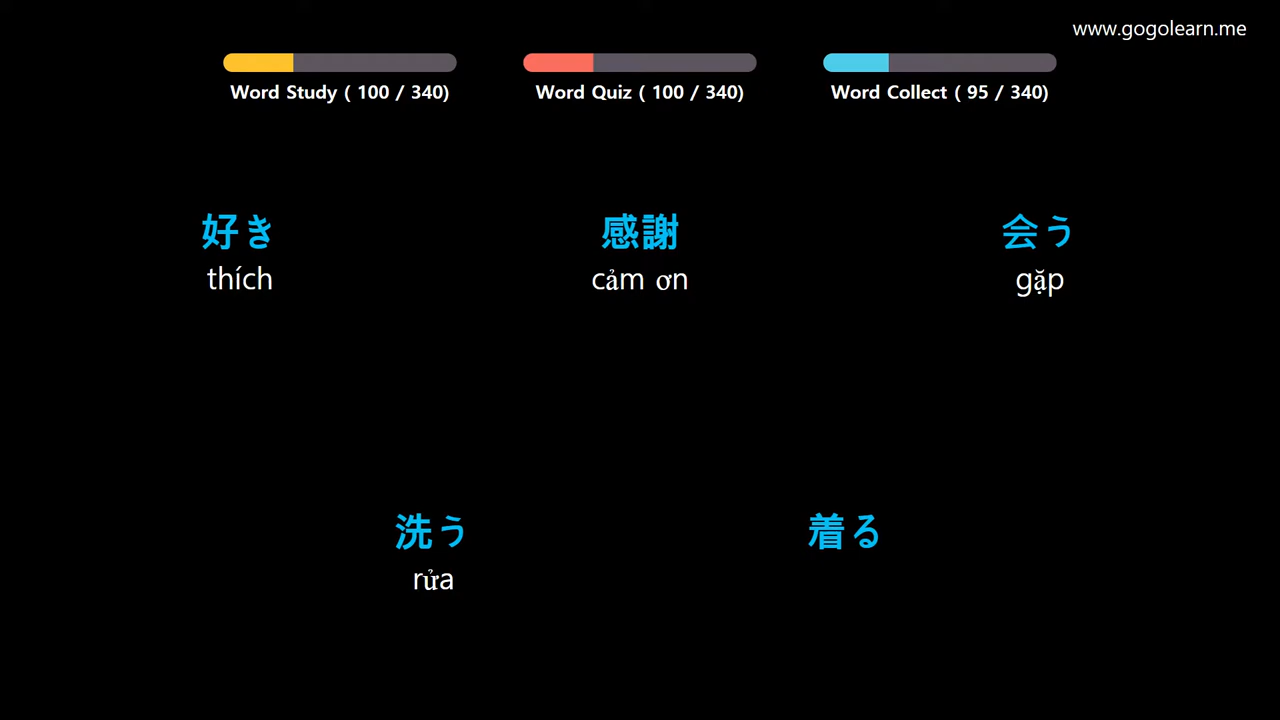 www.gogolearn.me
Word Study ( 100 / 340)
Word Quiz ( 100 / 340)
Word Collect ( 95 / 340)
好き
thích
感謝
cảm ơn
会う
gặp
洗う
rửa
着る